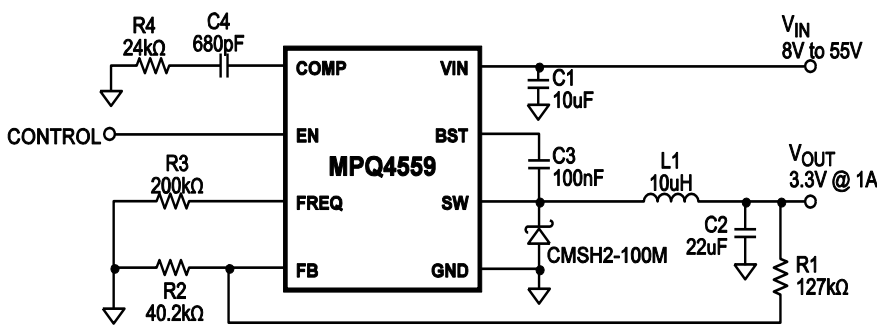 R4
24kΩ
C4
680pF
COMP
VIN
V_IN
8V to 55V
C1
10uF
CONTROL
EN
BST
MPQ4559
C3
100nF
R3
200kΩ
FREQ
SW
L1
10uH
V_OUT
3.3V @ 1A
C2
22uF
CMSH2-100M
FB
GND
R2
40.2kΩ
R1
127kΩ